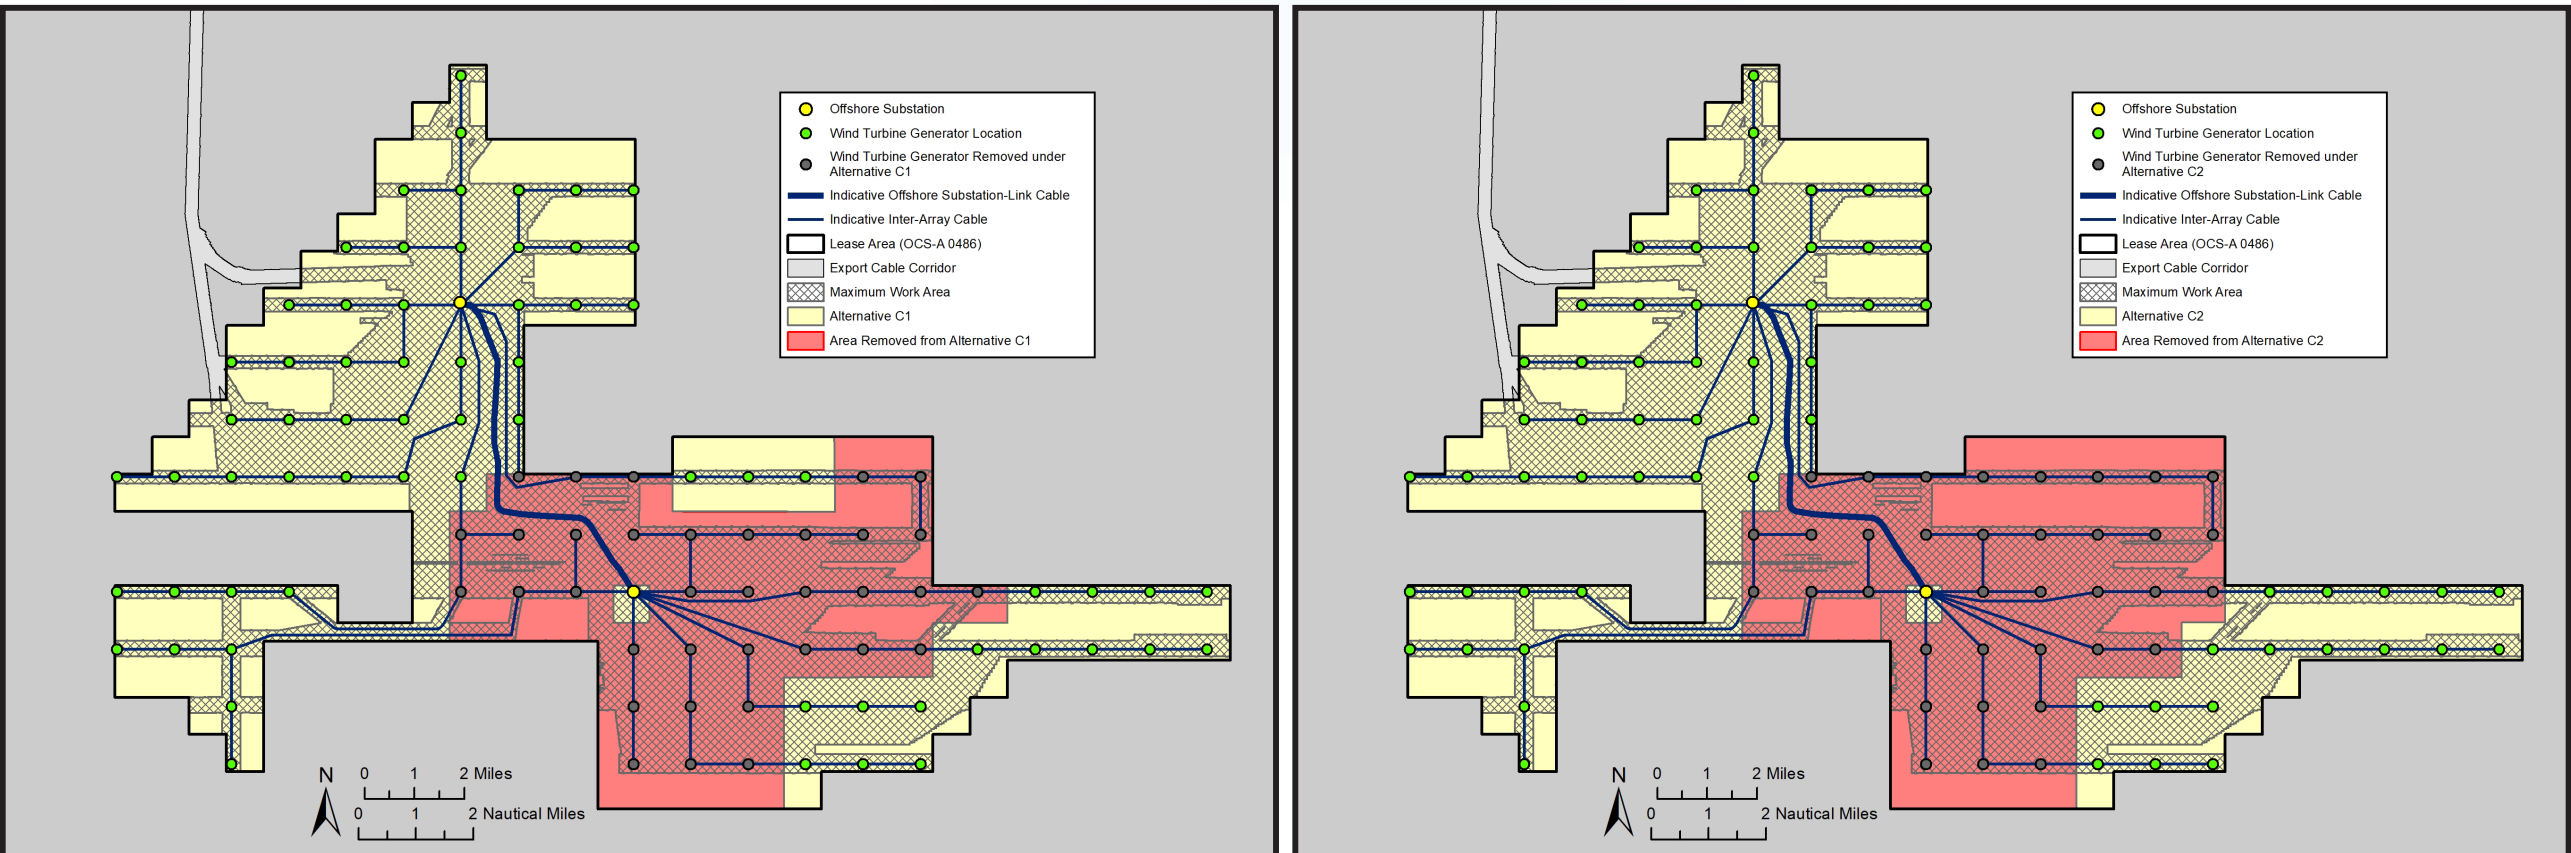 Offshore Substation
Wind Turbine Generator Location
Wind Turbine Generator Removed under
Alternative C1
Indicative Offshore Substation-Link Cable
Indicative Inter-Array Cable
Lease Area (OCS-A 0486)
Export Cable Corridor
Maximum Work Area
Alternative C1
Area Removed from Alternative C1
N
0 1 2 Miles
0 1 2 Nautical Miles
Offshore Substation
Wind Turbine Generator Location
Wind Turbine Generator Removed under
Alternative C2
Indicative Offshore Substation-Link Cable
Indicative Inter-Array Cable
Lease Area (OCS-A 0486)
Export Cable Corridor
Maximum Work Area
Alternative C2
Area Removed from Alternative C2
N
0 1 2 Miles
0 1 2 Nautical Miles